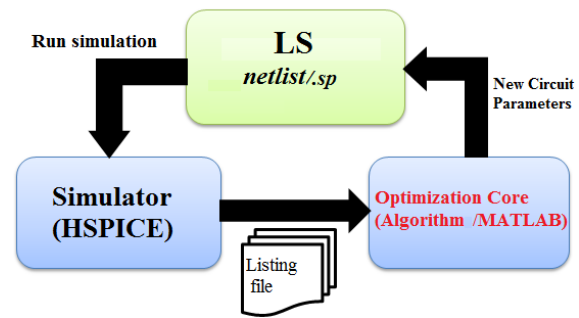 Run simulation
LS
netlist/.sp
New Circuit
Parameters
Simulator
(HSPICE)
Optimization Core
(Algorithm /MATLAB)
Listing
file